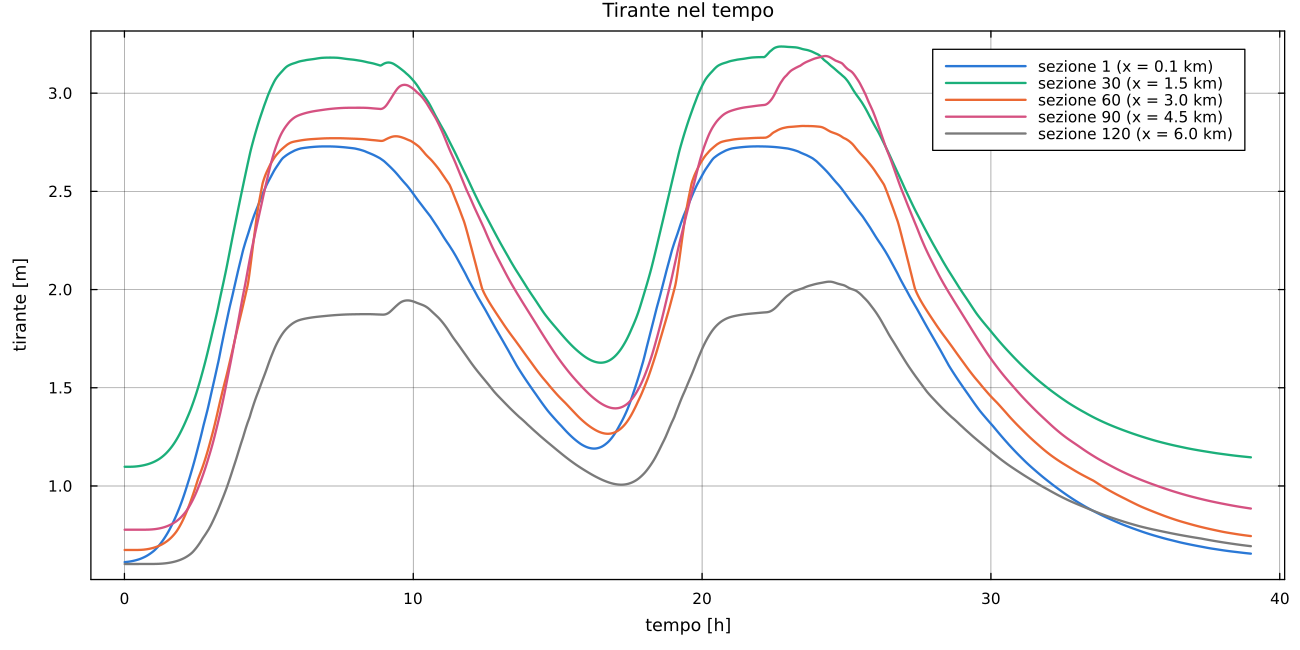 Tirante nel tempo
tirante [m]
3.0
2.5
2.0
1.5
1.0
sezione 1 (x = 0.1 km)
sezione 30 (x = 1.5 km)
sezione 60 (x = 3.0 km)
sezione 90 (x = 4.5 km)
sezione 120 (x = 6.0 km)
0 10 20 30 40
tempo [h]